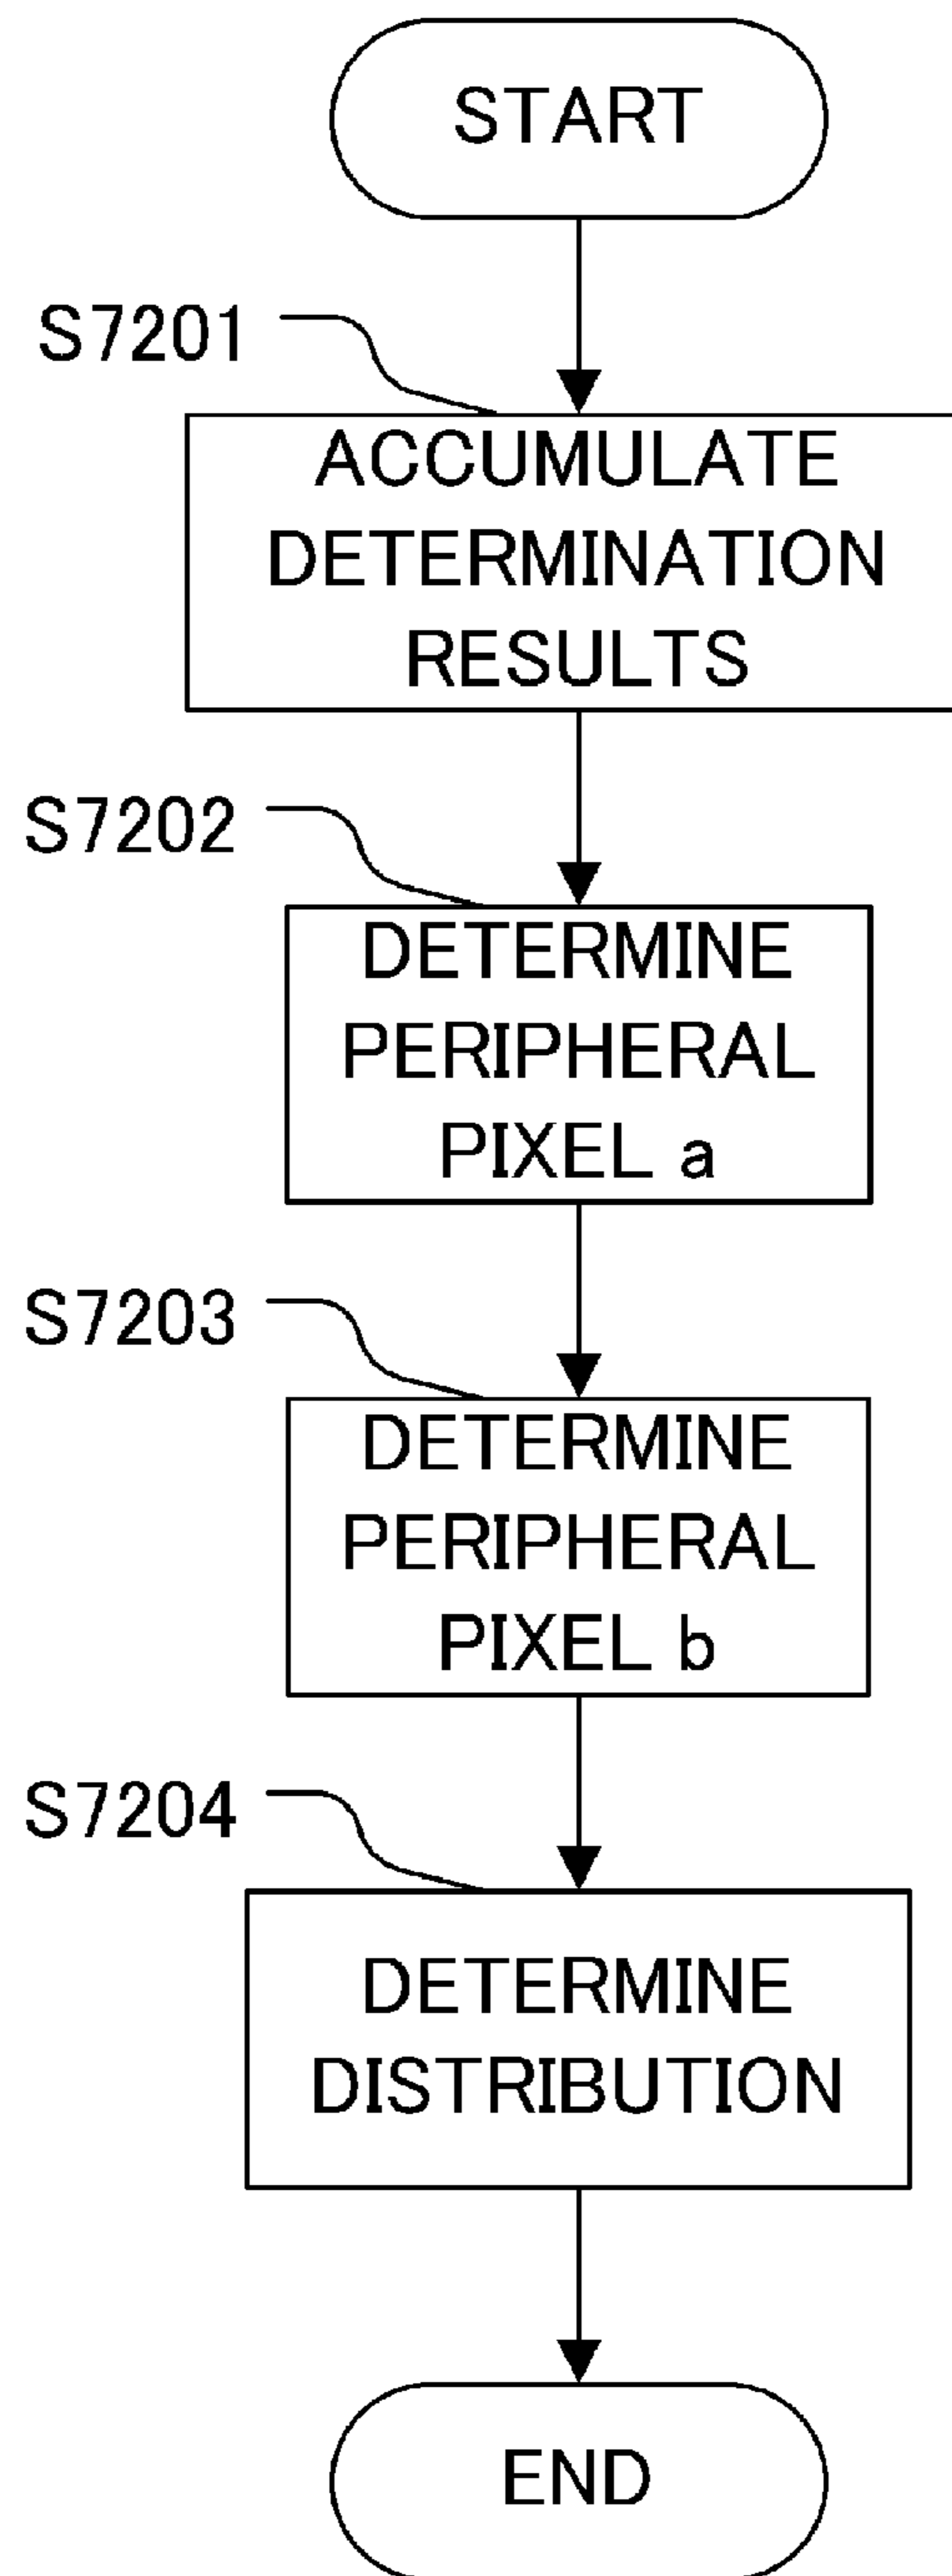 START
S7201
ACCUMULATE
DETERMINATION
RESULTS
S7202
DETERMINE
PERIPHERAL
PIXEL a
S7203
DETERMINE
PERIPHERAL
PIXEL b
S7204
DETERMINE
DISTRIBUTION
END